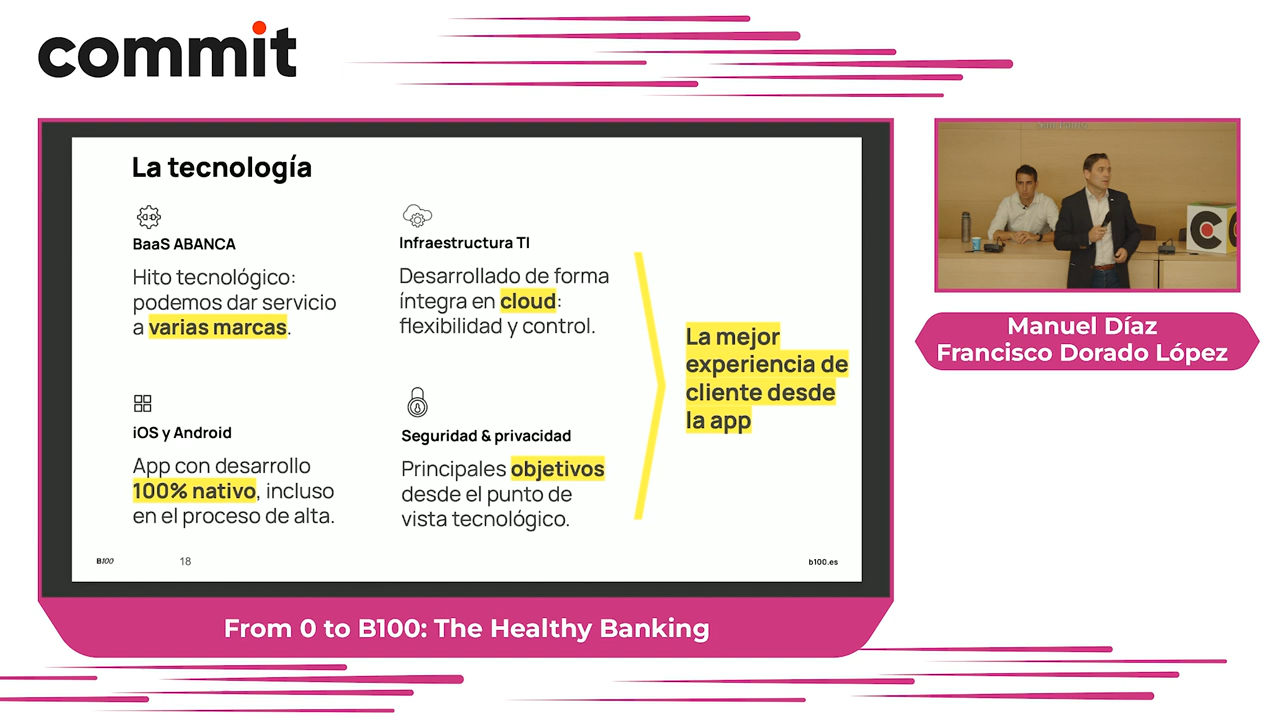 commit
La tecnología
BaaS ABANCA
Hito tecnológico:
podemos dar servicio
a varias marcas.
Infraestructura TI
Desarrollado de forma
íntegra en cloud:
flexibilidad y control.
iOS y Android
App con desarrollo
100% nativo, incluso
en el proceso de alta.
Seguridad & privacidad
Principales objetivos
desde el punto de
vista tecnológico.
La mejor
experiencia de
cliente desde
la app
B100
18
b100.es
Manuel Díaz
Francisco Dorado López
From 0 to B100: The Healthy Banking